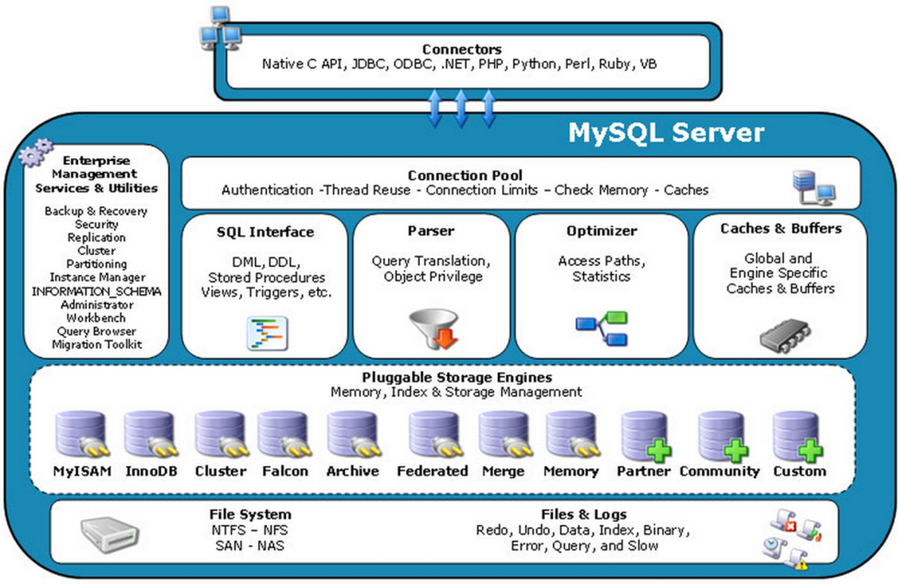 Connectors
Native C API, JDBC, ODBC, .NET, PHP, Python, Perl, Ruby, VB
MySQL Server
Enterprise
Management
Services & Utilities
Backup & Recovery
Security
Replication
Cluster
Partitioning
Instance Manager
INFORMATION_SCHEMA
Administrator
Workbench
Query Browser
Migration Toolkit
Connection Pool
Authentication -Thread Reuse - Connection Limits – Check Memory - Caches
SQL Interface
DML, DDL,
Stored Procedures
Views, Triggers, etc.
Parser
Query Translation,
Object Privilege
Optimizer
Access Paths,
Statistics
Caches & Buffers
Global and
Engine Specific
Caches & Buffers
Pluggable Storage Engines
Memory, Index & Storage Management
MyISAM
InnoDB
Cluster
Falcon
Archive
Federated
Merge
Memory
Partner
Community
Custom
File System
NTFS – NFS
SAN - NAS
Files & Logs
Redo, Undo, Data, Index, Binary,
Error, Query, and Slow